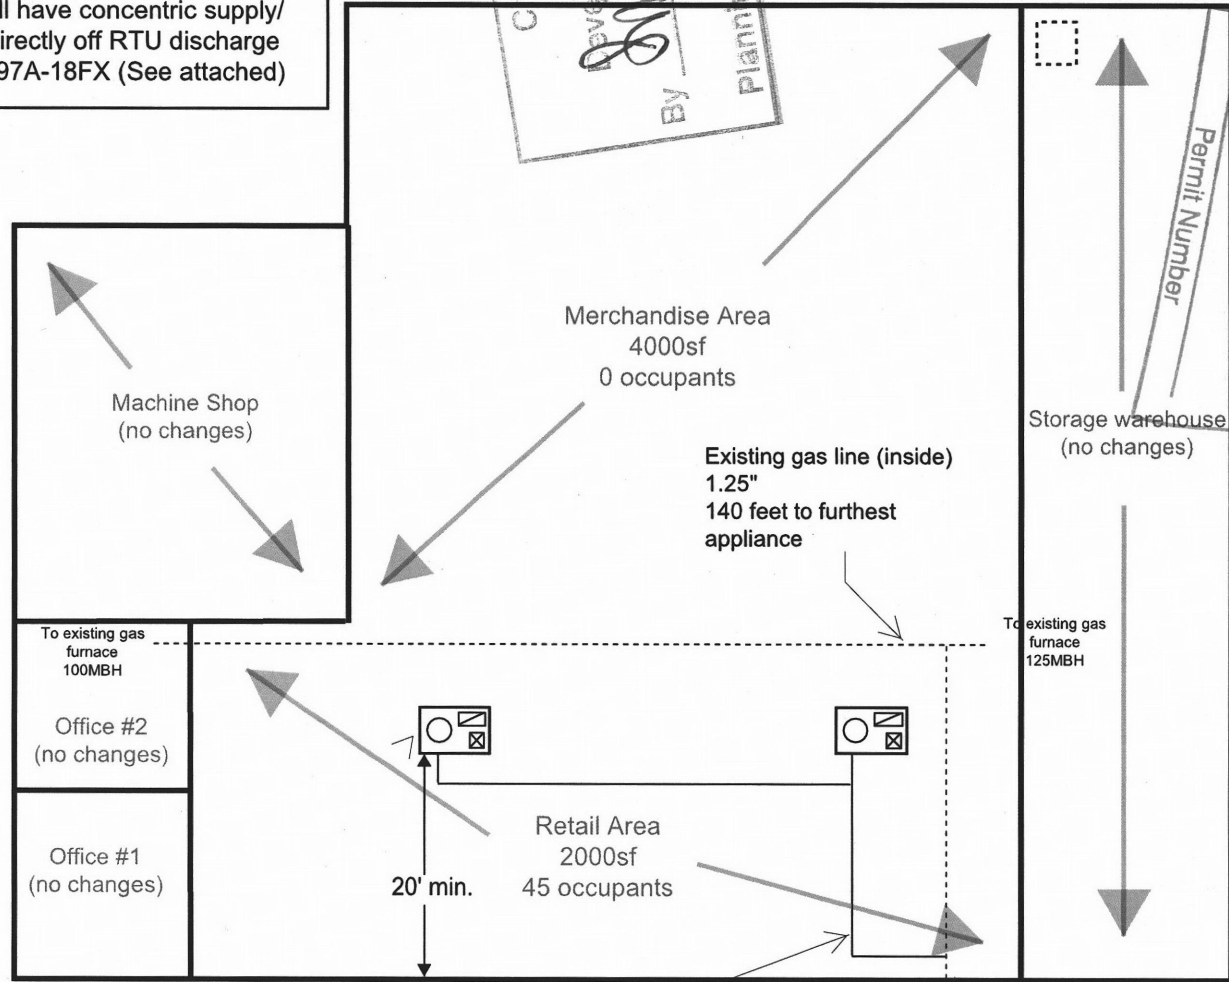 ll have concentric supply/
irectly off RTU discharge
97A-18FX (See attached)
C
Deve
By
Planni
Permit Number
Merchandise Area
4000sf
0 occupants
Machine Shop
(no changes)
Storage warehouse
(no changes)
Existing gas line (inside)
1.25"
140 feet to furthest
appliance
To existing gas
furnace
100MBH
To existing gas
furnace
125MBH
Office #2
(no changes)
Retail Area
2000sf
45 occupants
Office #1
(no changes)
20' min.